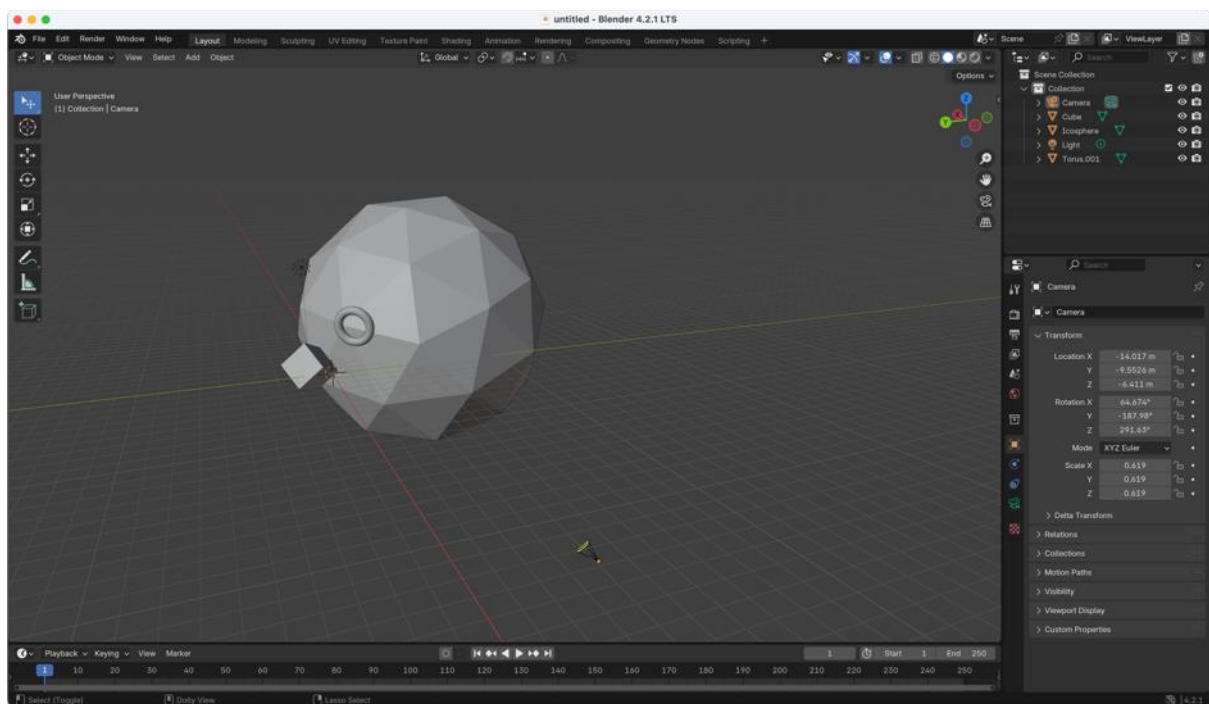 untitled - Blender 4.2.1 LTS
File Edit Render Window Help Layout Modeling Sculpting UV Editing Texture Paint Shading Animation Rendering Compositing Geometry Nodes Scripting + Scene ViewLayer
Object Mode View Select Add Object Global Search
Options
User Perspective
(1) Collection | Camera
Z
X
Y
Scene Collection
Collection
Camera
Cube
Icosphere
Light
Torus.001
Search
Camera
Camera
Transform
Location X -14.017 m
Y -9.5526 m
Z -6.411 m
Rotation X 64.674°
Y -187.98°
Z 291.63°
Mode XYZ Euler
Scale X 0.619
Y 0.619
Z 0.619
Delta Transform
Relations
Collections
Motion Paths
Visibility
Viewport Display
Custom Properties
Playback Keying View Marker 1 Start 1 End 250
1 10 20 30 40 50 60 70 80 90 100 110 120 130 140 150 160 170 180 190 200 210 220 230 240 250
Select (Toggle) Dolly View Lasso Select 4.2.1